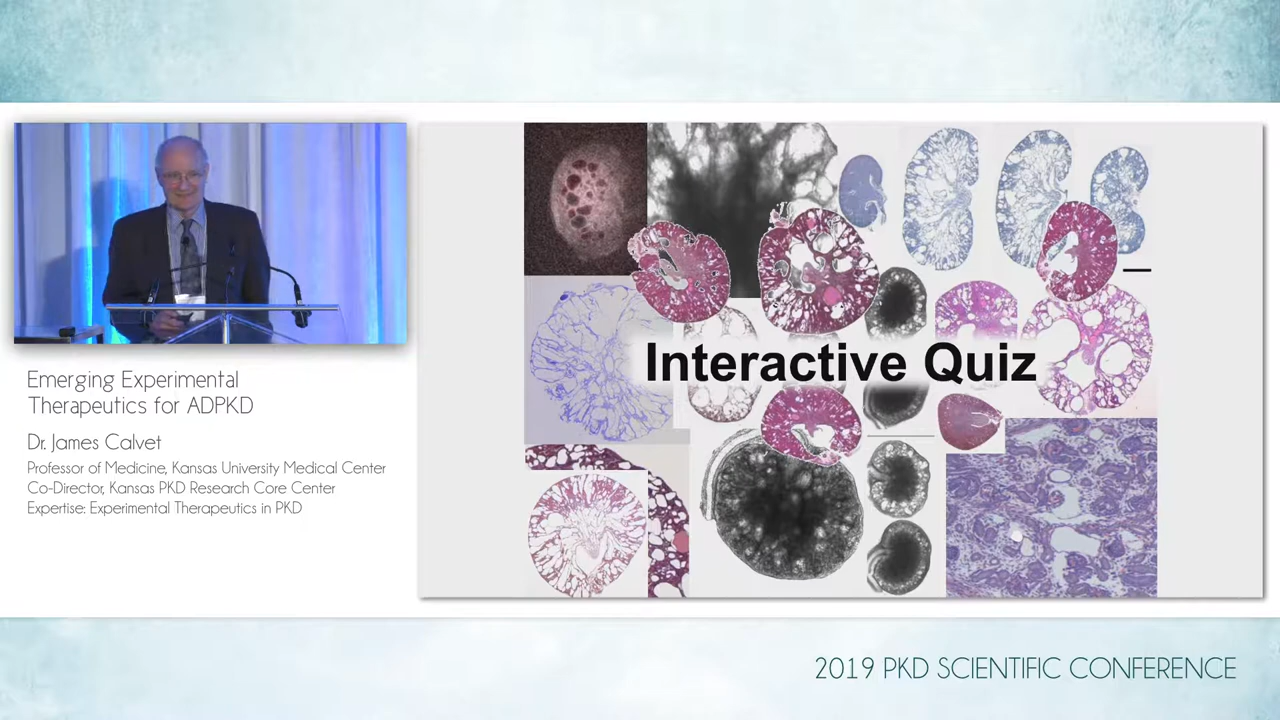 Interactive Quiz
Emerging Experimental
Therapeutics for ADPKD
Dr. James Calvet
Professor of Medicine, Kansas University Medical Center
Co-Director, Kansas PKD Research Core Center
Expertise: Experimental Therapeutics in PKD
2019 PKD SCIENTIFIC CONFERENCE